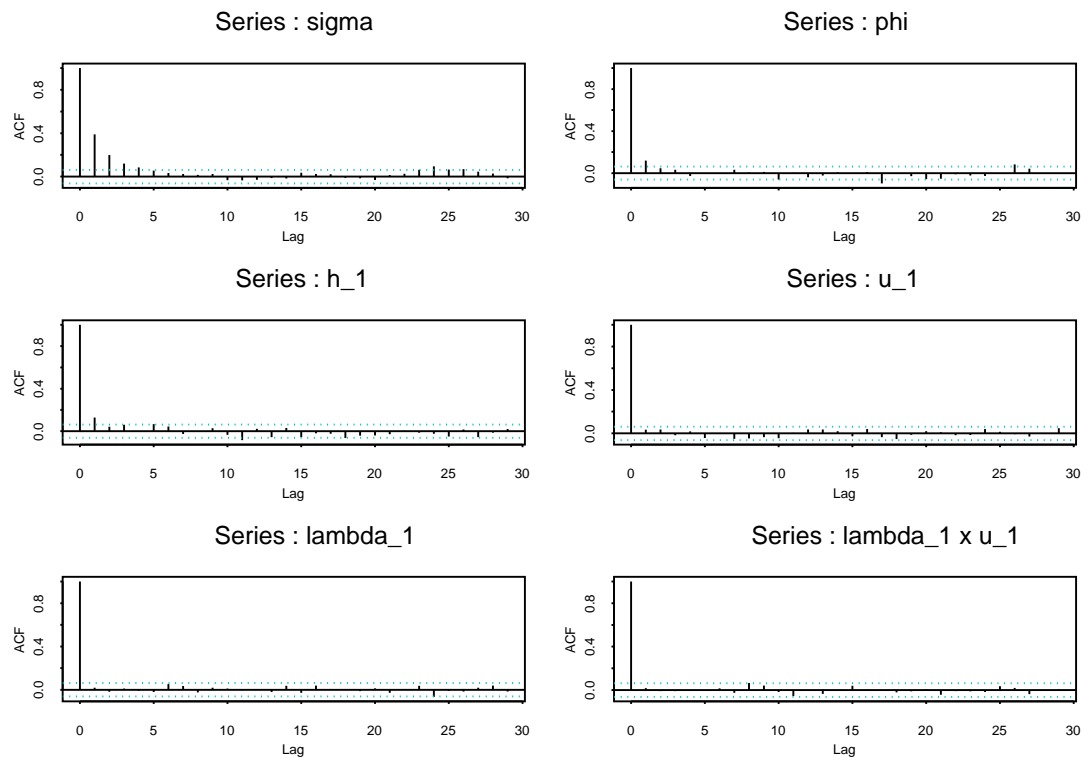 Series : sigma
ACF
0.0 0.4 0.8
0 5 10 15 20 25 30
Lag
Series : phi
ACF
0.0 0.4 0.8
0 5 10 15 20 25 30
Lag
Series : h_1
ACF
0.0 0.4 0.8
0 5 10 15 20 25 30
Lag
Series : u_1
ACF
0.0 0.4 0.8
0 5 10 15 20 25 30
Lag
Series : lambda_1
ACF
0.0 0.4 0.8
0 5 10 15 20 25 30
Lag
Series : lambda_1 x u_1
ACF
0.0 0.4 0.8
0 5 10 15 20 25 30
Lag